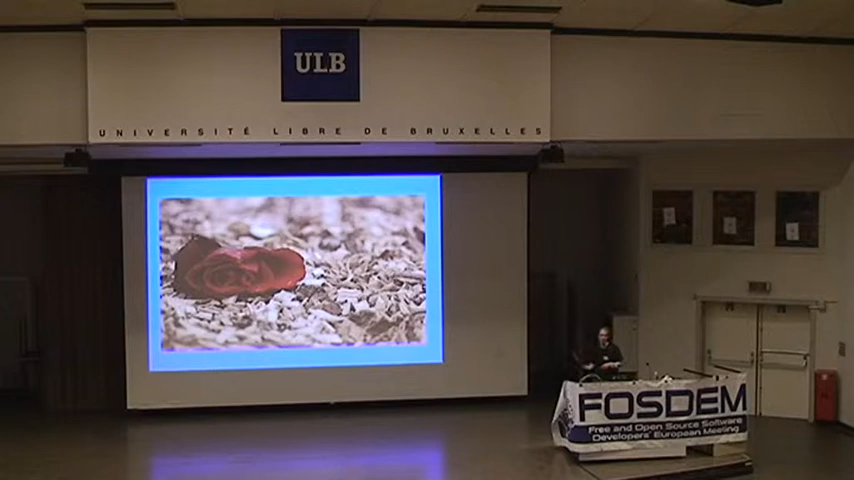 ULB
UNIVERSITÉ LIBRE DE BRUXELLES
FOSDEM
Free and Open Source Software
Developers' European Meeting